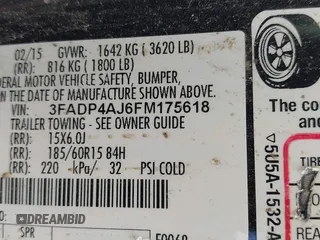 02/15 GVWR: 1642 KG ( 3620 LB)
(RR): 816 KG ( 1800 LB)
DERAL MOTOR VEHICLE SAFETY, BUMPER,
DATE OF MANUFACTURE SHOWN ABOVE.
VIN: 3FADP4AJ6FM175618
TRAILER TOWING - SEE OWNER GUIDE
(RR): 15X6.0J
(RR): 185/60R15 84H
(RR): 220 kPa/ 32 PSI COLD
SPR
The co
and
5U5A-1532-A
TIRE
DREAMBID